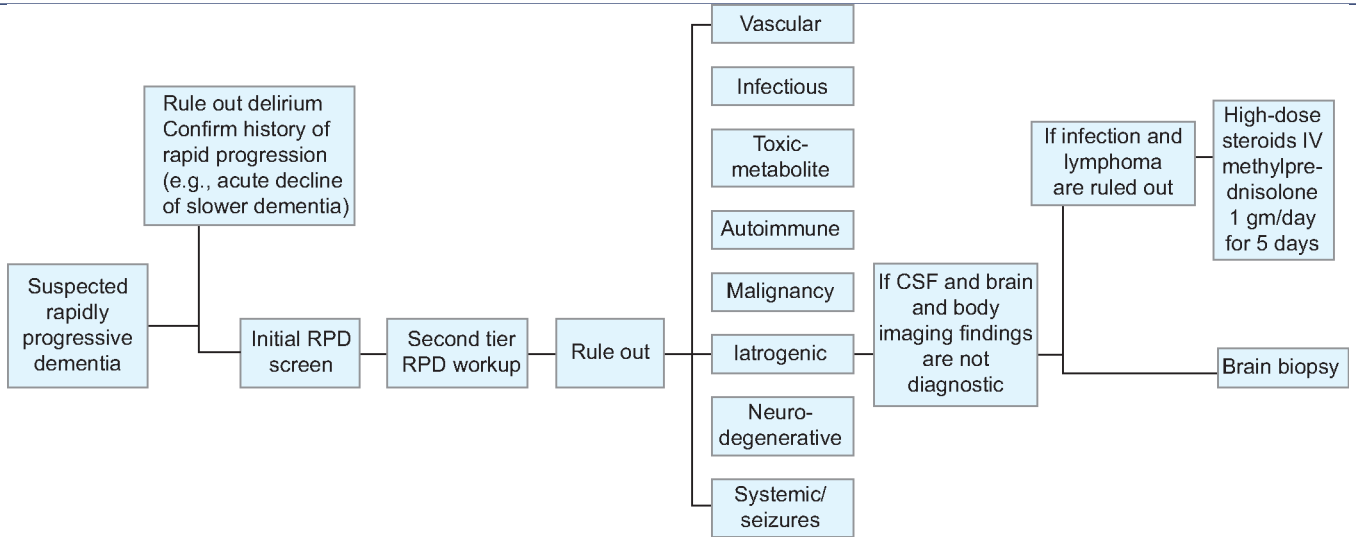 Suspected
rapidly
progressive
dementia
Rule out delirium
Confirm history of
rapid progression
(e.g., acute decline
of slower dementia)
Initial RPD
screen
Second tier
RPD workup
Rule out
Vascular
Infectious
Toxic-
metabolite
Autoimmune
Malignancy
Iatrogenic
Neuro-
degenerative
Systemic/
seizures
If CSF and brain
and body
imaging findings
are not
diagnostic
If infection and
lymphoma
are ruled out
High-dose
steroids IV
methylpre-
dnisolone
1 gm/day
for 5 days
Brain biopsy